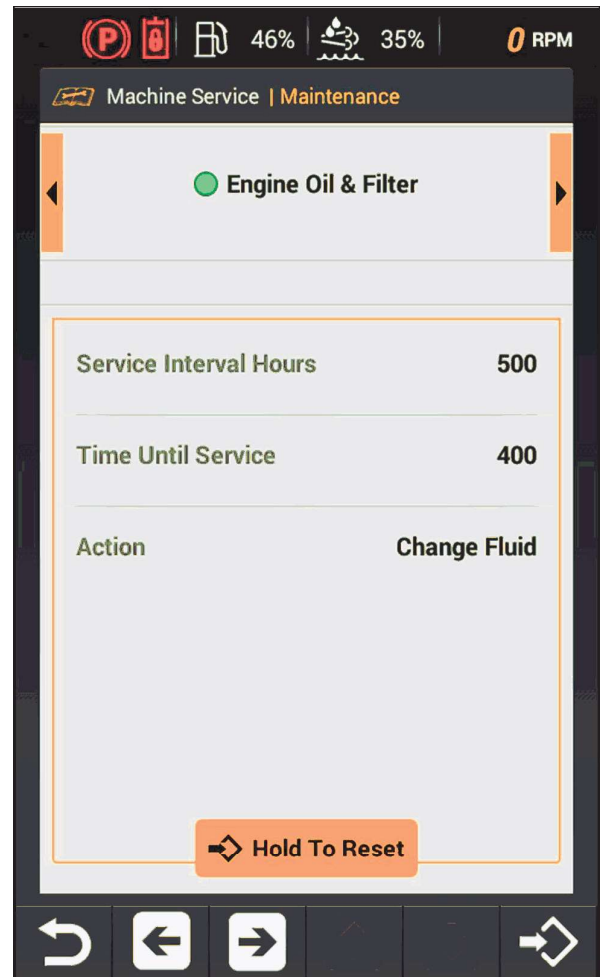 P 46% 35% 0 RPM
Machine Service | Maintenance
Engine Oil & Filter
Service Interval Hours 500
Time Until Service 400
Action Change Fluid
Hold To Reset